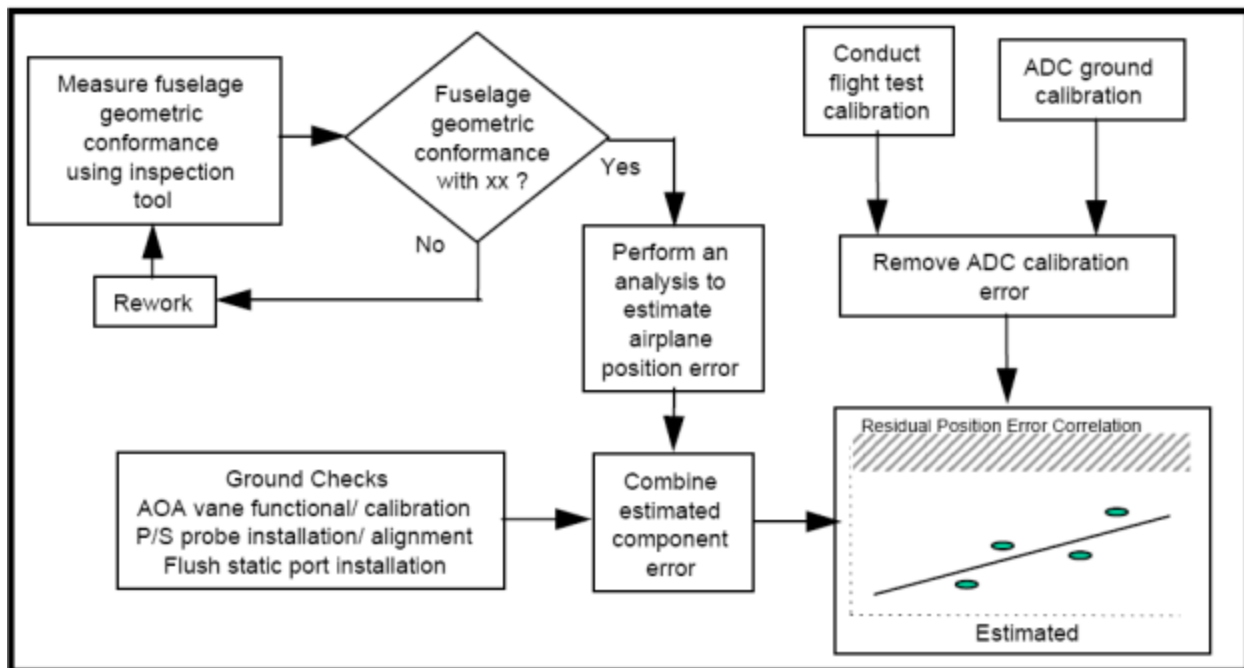 Measure fuselage
geometric
conformance
using inspection
tool
Fuselage
geometric
conformance
with xx ?
Yes
No
Rework
Conduct
flight test
calibration
ADC ground
calibration
Perform an
analysis to
estimate
airplane
position error
Remove ADC calibration
error
Ground Checks
AOA vane functional/ calibration
P/S probe installation/ alignment
Flush static port installation
Combine
estimated
component
error
Residual Position Error Correlation
Estimated